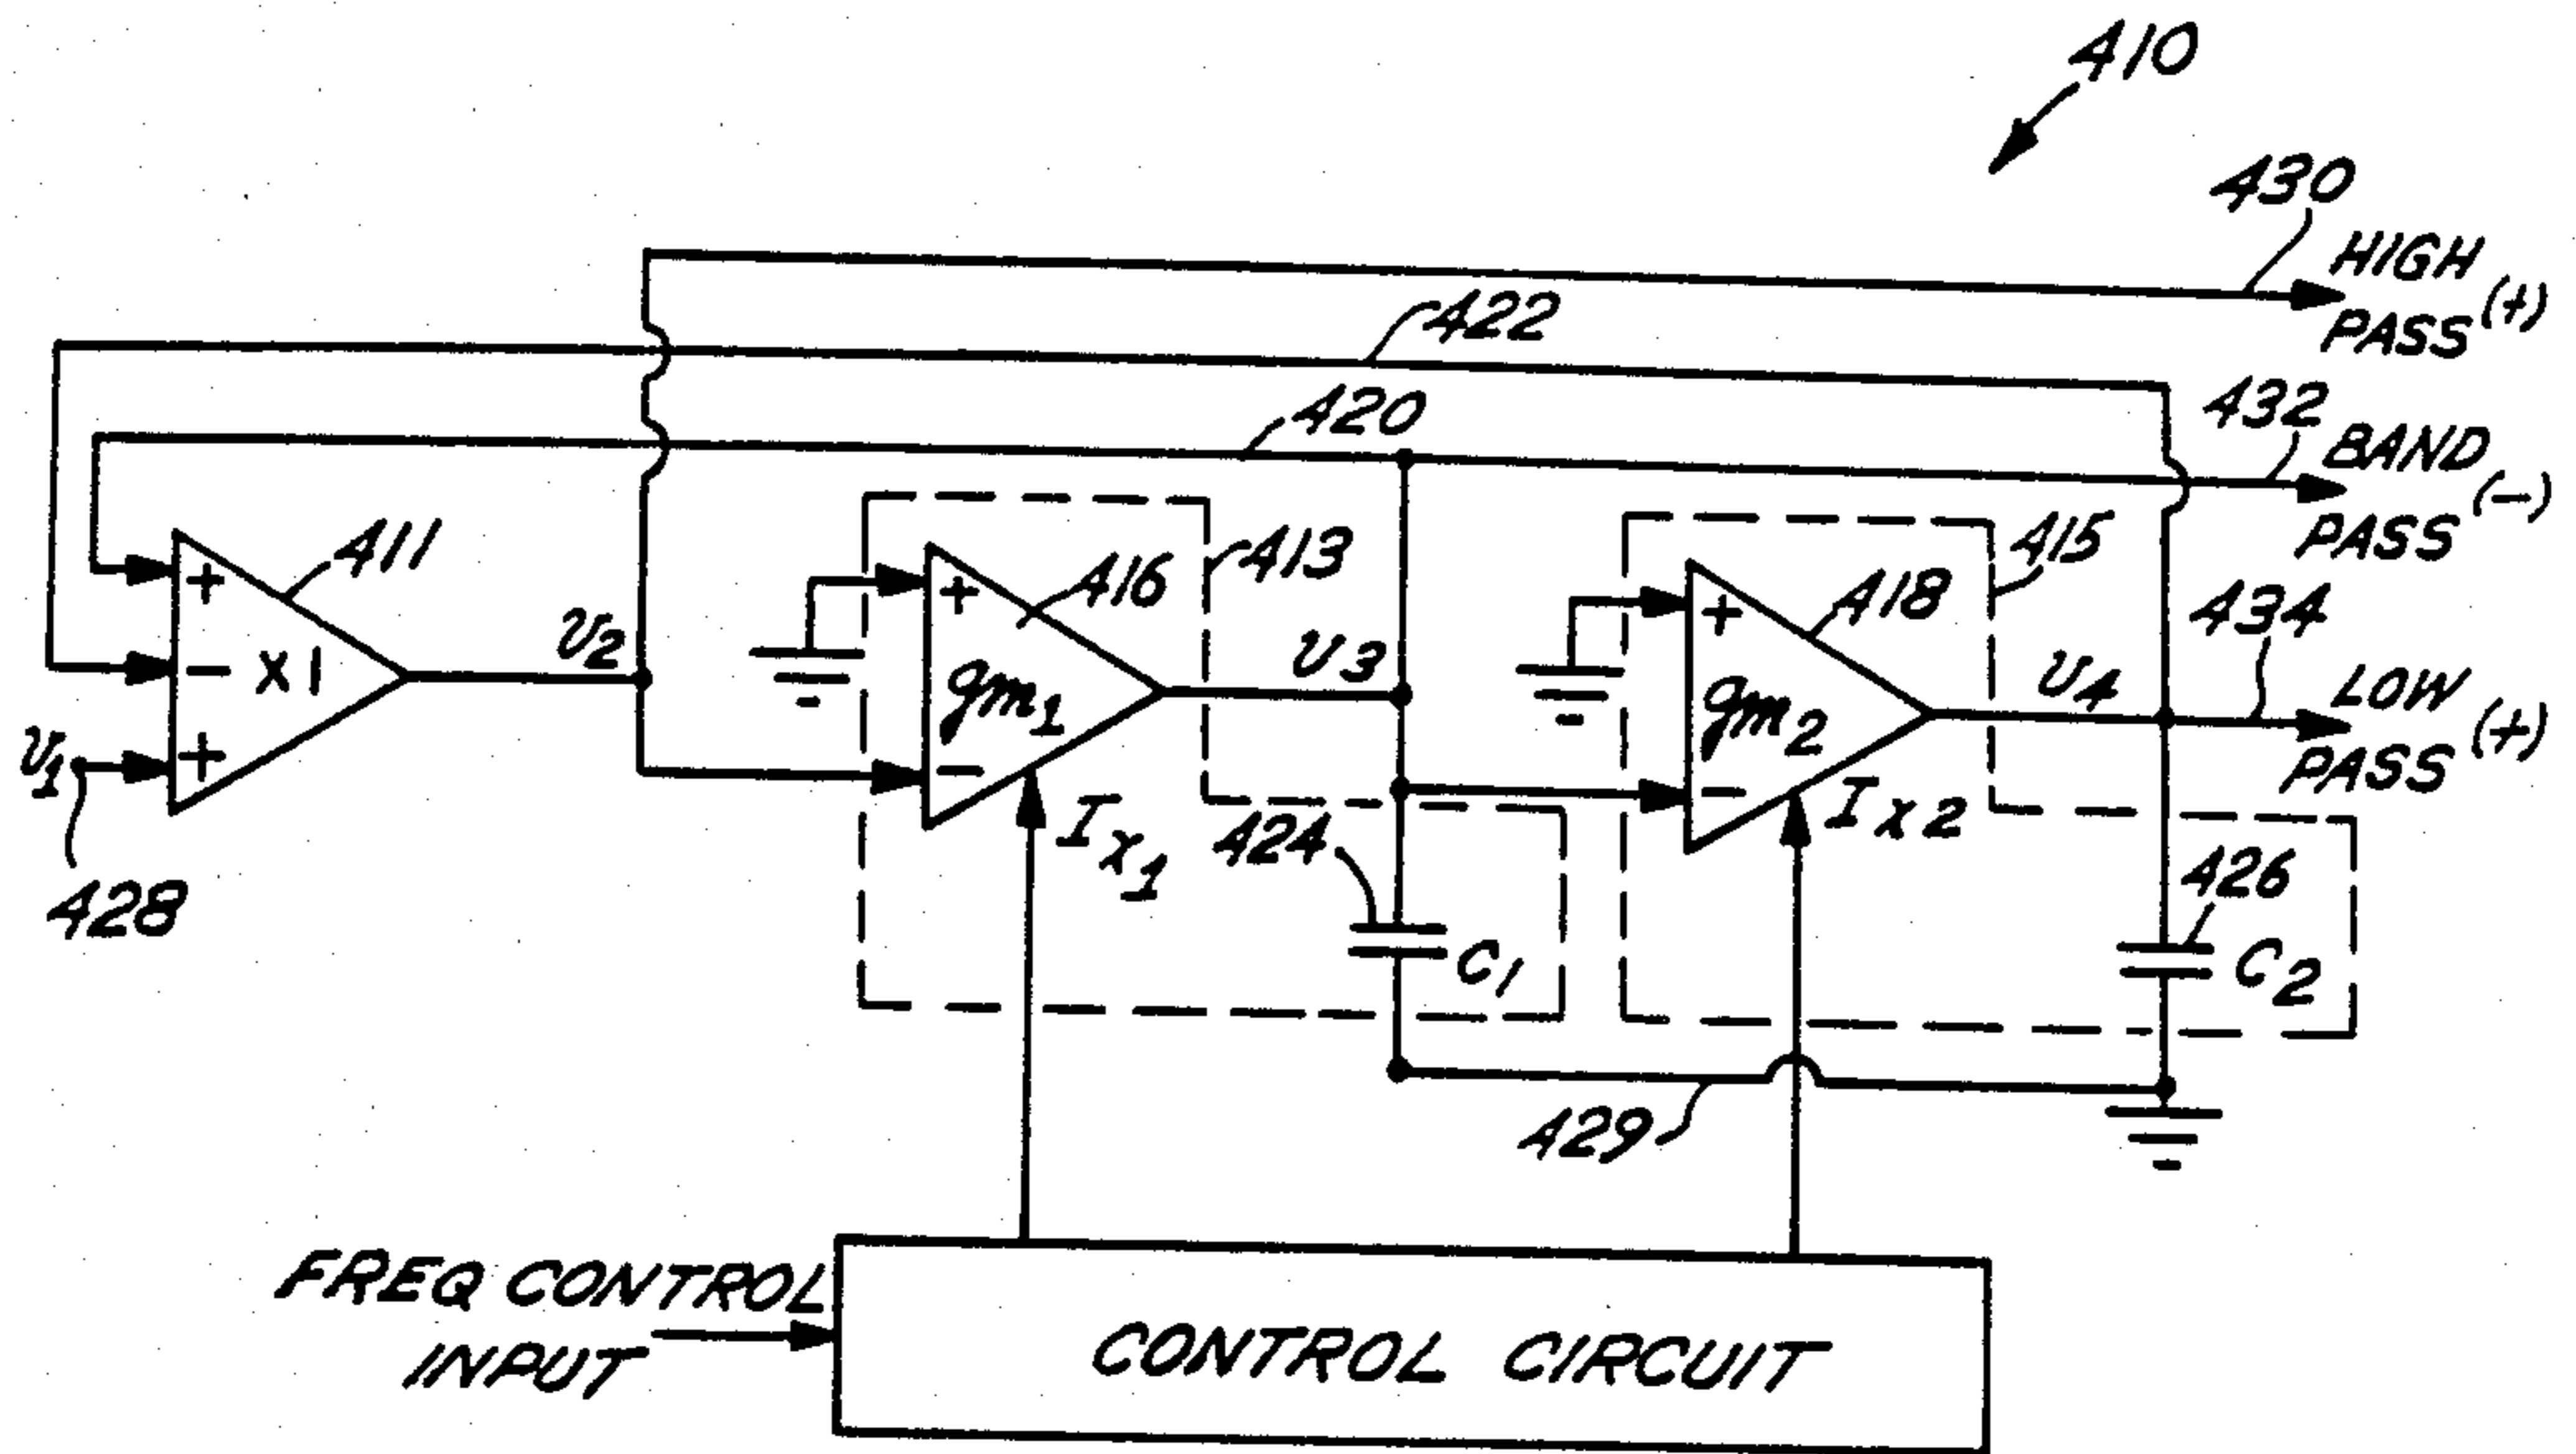 410
430
HIGH
PASS (+)
422
420
432
BAND
PASS (-)
411
+
- X1
+
V2
V1
428
413
416
+
gm1
-
V3
IX1
424
C1
415
418
+
gm2
-
V4
434
LOW
PASS (+)
IX2
426
C2
429
FREQ CONTROL
INPUT
CONTROL CIRCUIT